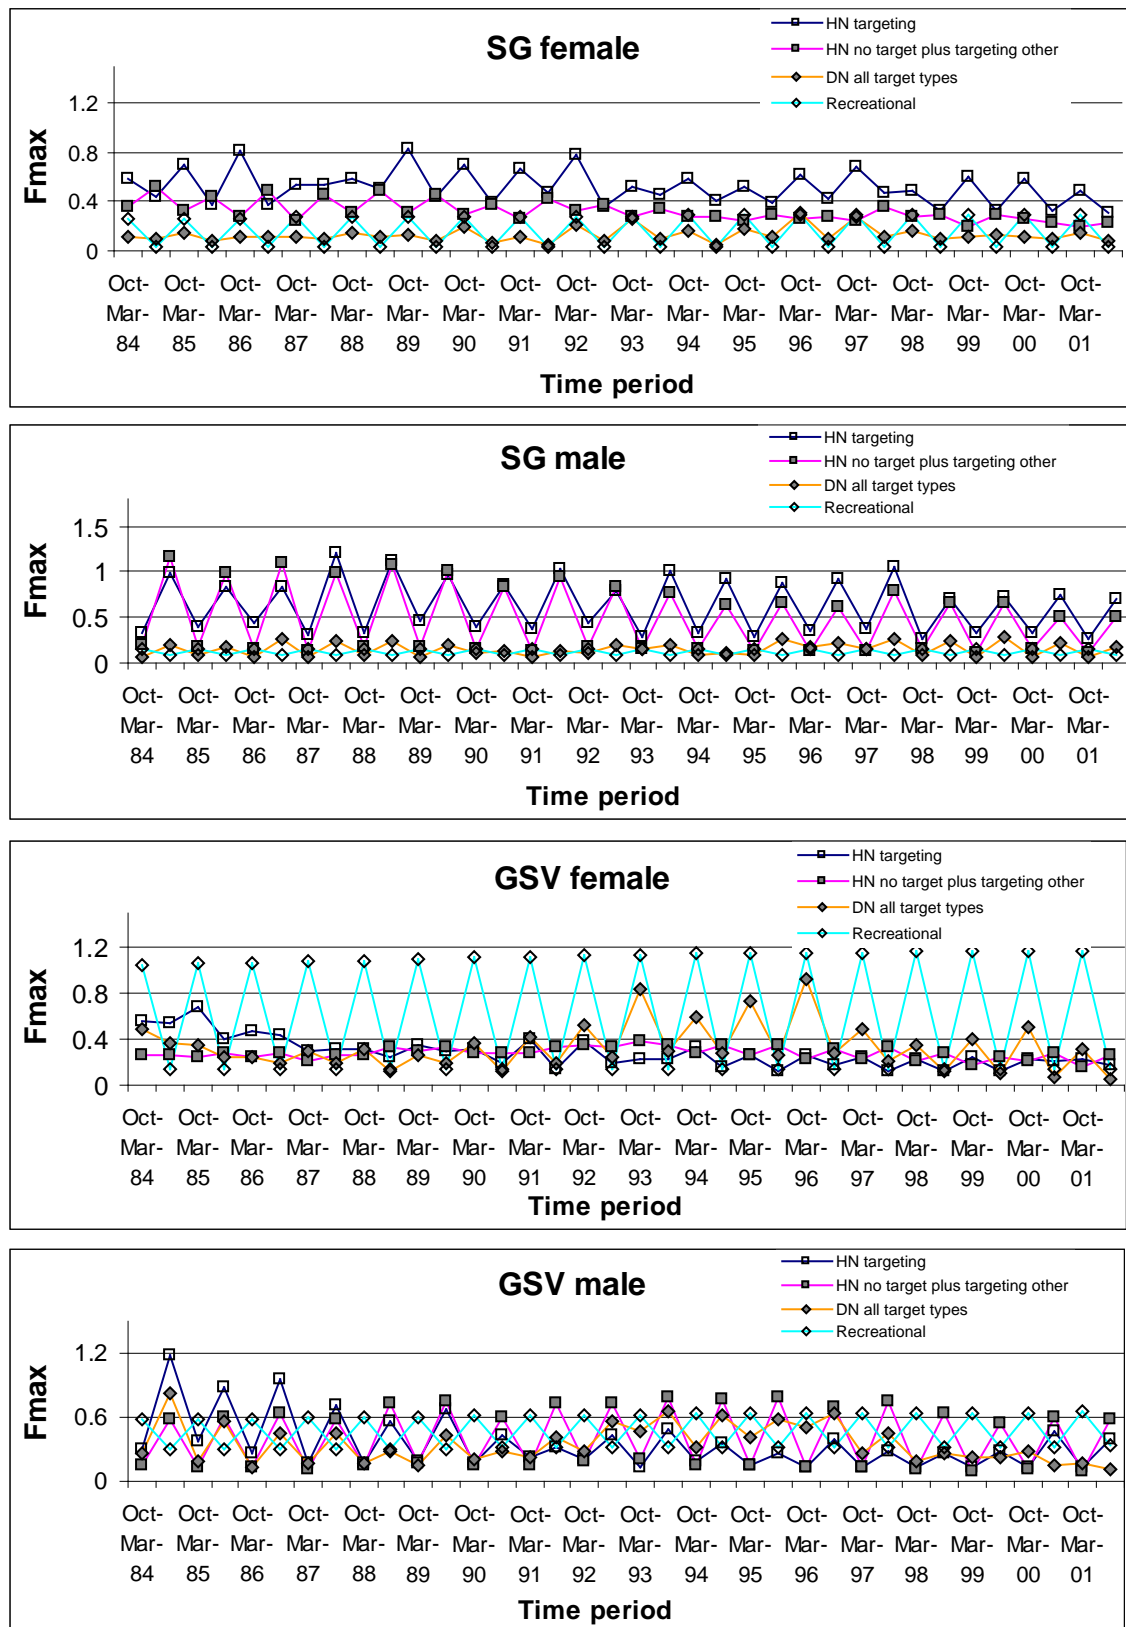 SG female
HN targeting
HN no target plus targeting other
DN all target types
Recreational
Fmax
1.2
0.8
0.4
0
Oct- Oct- Oct- Oct- Oct- Oct- Oct- Oct- Oct- Oct- Oct- Oct- Oct- Oct- Oct- Oct- Oct- Oct-
Mar- Mar- Mar- Mar- Mar- Mar- Mar- Mar- Mar- Mar- Mar- Mar- Mar- Mar- Mar- Mar- Mar- Mar-
84 85 86 87 88 89 90 91 92 93 94 95 96 97 98 99 00 01
Time period
SG male
HN targeting
HN no target plus targeting other
DN all target types
Recreational
Fmax
1.5
1
0.5
0
Oct- Oct- Oct- Oct- Oct- Oct- Oct- Oct- Oct- Oct- Oct- Oct- Oct- Oct- Oct- Oct- Oct- Oct-
Mar- Mar- Mar- Mar- Mar- Mar- Mar- Mar- Mar- Mar- Mar- Mar- Mar- Mar- Mar- Mar- Mar- Mar-
84 85 86 87 88 89 90 91 92 93 94 95 96 97 98 99 00 01
Time period
GSV female
HN targeting
HN no target plus targeting other
DN all target types
Recreational
Fmax
1.2
0.8
0.4
0
Oct- Oct- Oct- Oct- Oct- Oct- Oct- Oct- Oct- Oct- Oct- Oct- Oct- Oct- Oct- Oct- Oct- Oct-
Mar- Mar- Mar- Mar- Mar- Mar- Mar- Mar- Mar- Mar- Mar- Mar- Mar- Mar- Mar- Mar- Mar- Mar-
84 85 86 87 88 89 90 91 92 93 94 95 96 97 98 99 00 01
Time period
GSV male
HN targeting
HN no target plus targeting other
DN all target types
Recreational
Fmax
1.2
0.6
0
Oct- Oct- Oct- Oct- Oct- Oct- Oct- Oct- Oct- Oct- Oct- Oct- Oct- Oct- Oct- Oct- Oct- Oct-
Mar- Mar- Mar- Mar- Mar- Mar- Mar- Mar- Mar- Mar- Mar- Mar- Mar- Mar- Mar- Mar- Mar- Mar-
84 85 86 87 88 89 90 91 92 93 94 95 96 97 98 99 00 01
Time period